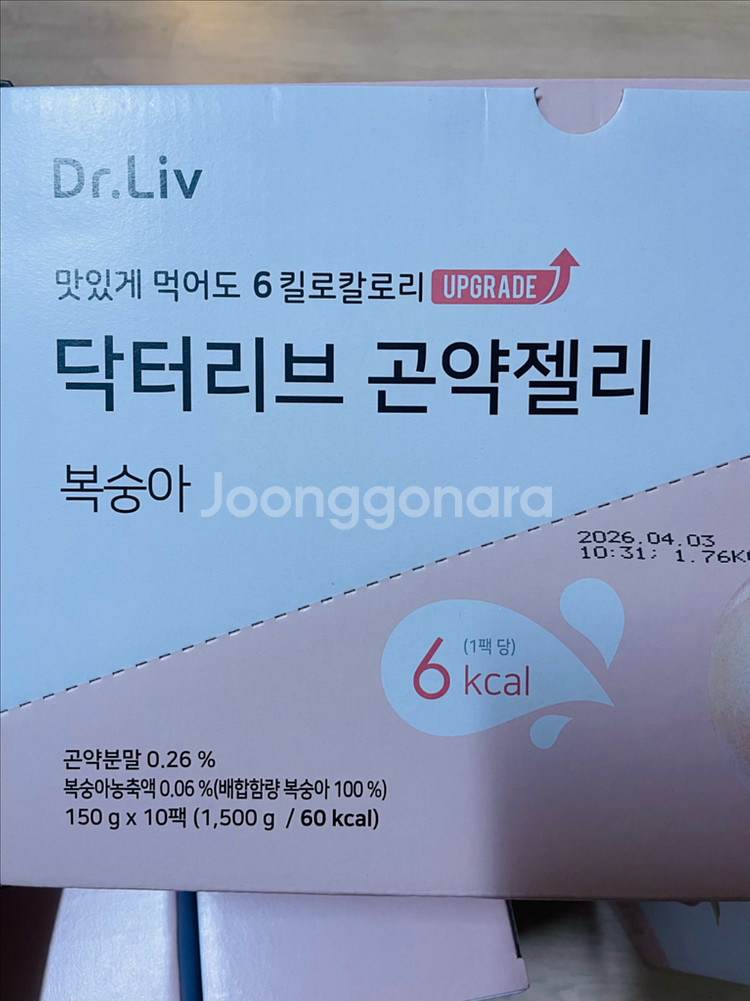 Dr.Liv
맛있게 먹어도 6 킬로칼로리 UPGRADE
닥터리브 곤약젤리
복숭아
Joonggonara
2026.04.03
10:31; 1.76K
(1팩 당)
6 kcal
곤약분말 0.26 %
복숭아농축액 0.06 %(배합함량 복숭아 100 %)
150 g x 10팩 (1,500 g / 60 kcal)